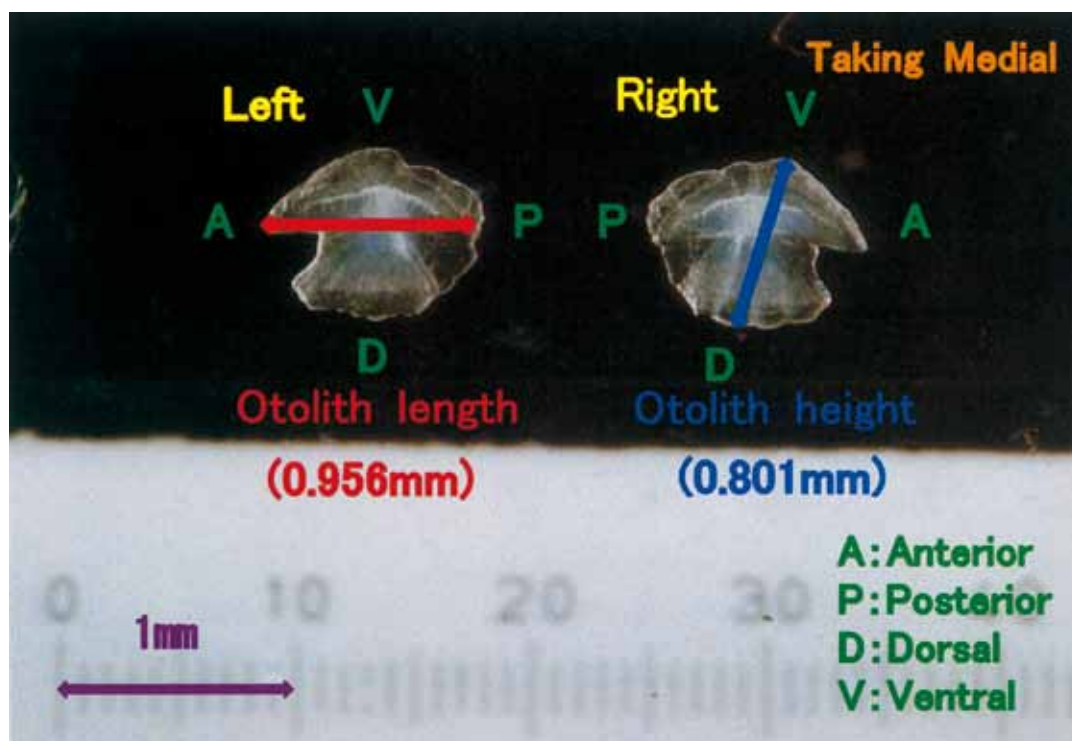 Taking Medial
Left V Right V
A P P A
D D
Otolith length Otolith height
(0.956mm) (0.801mm)
A:Anterior
0 10 20 30 40
P:Posterior
1mm
D:Dorsal
V:Ventral